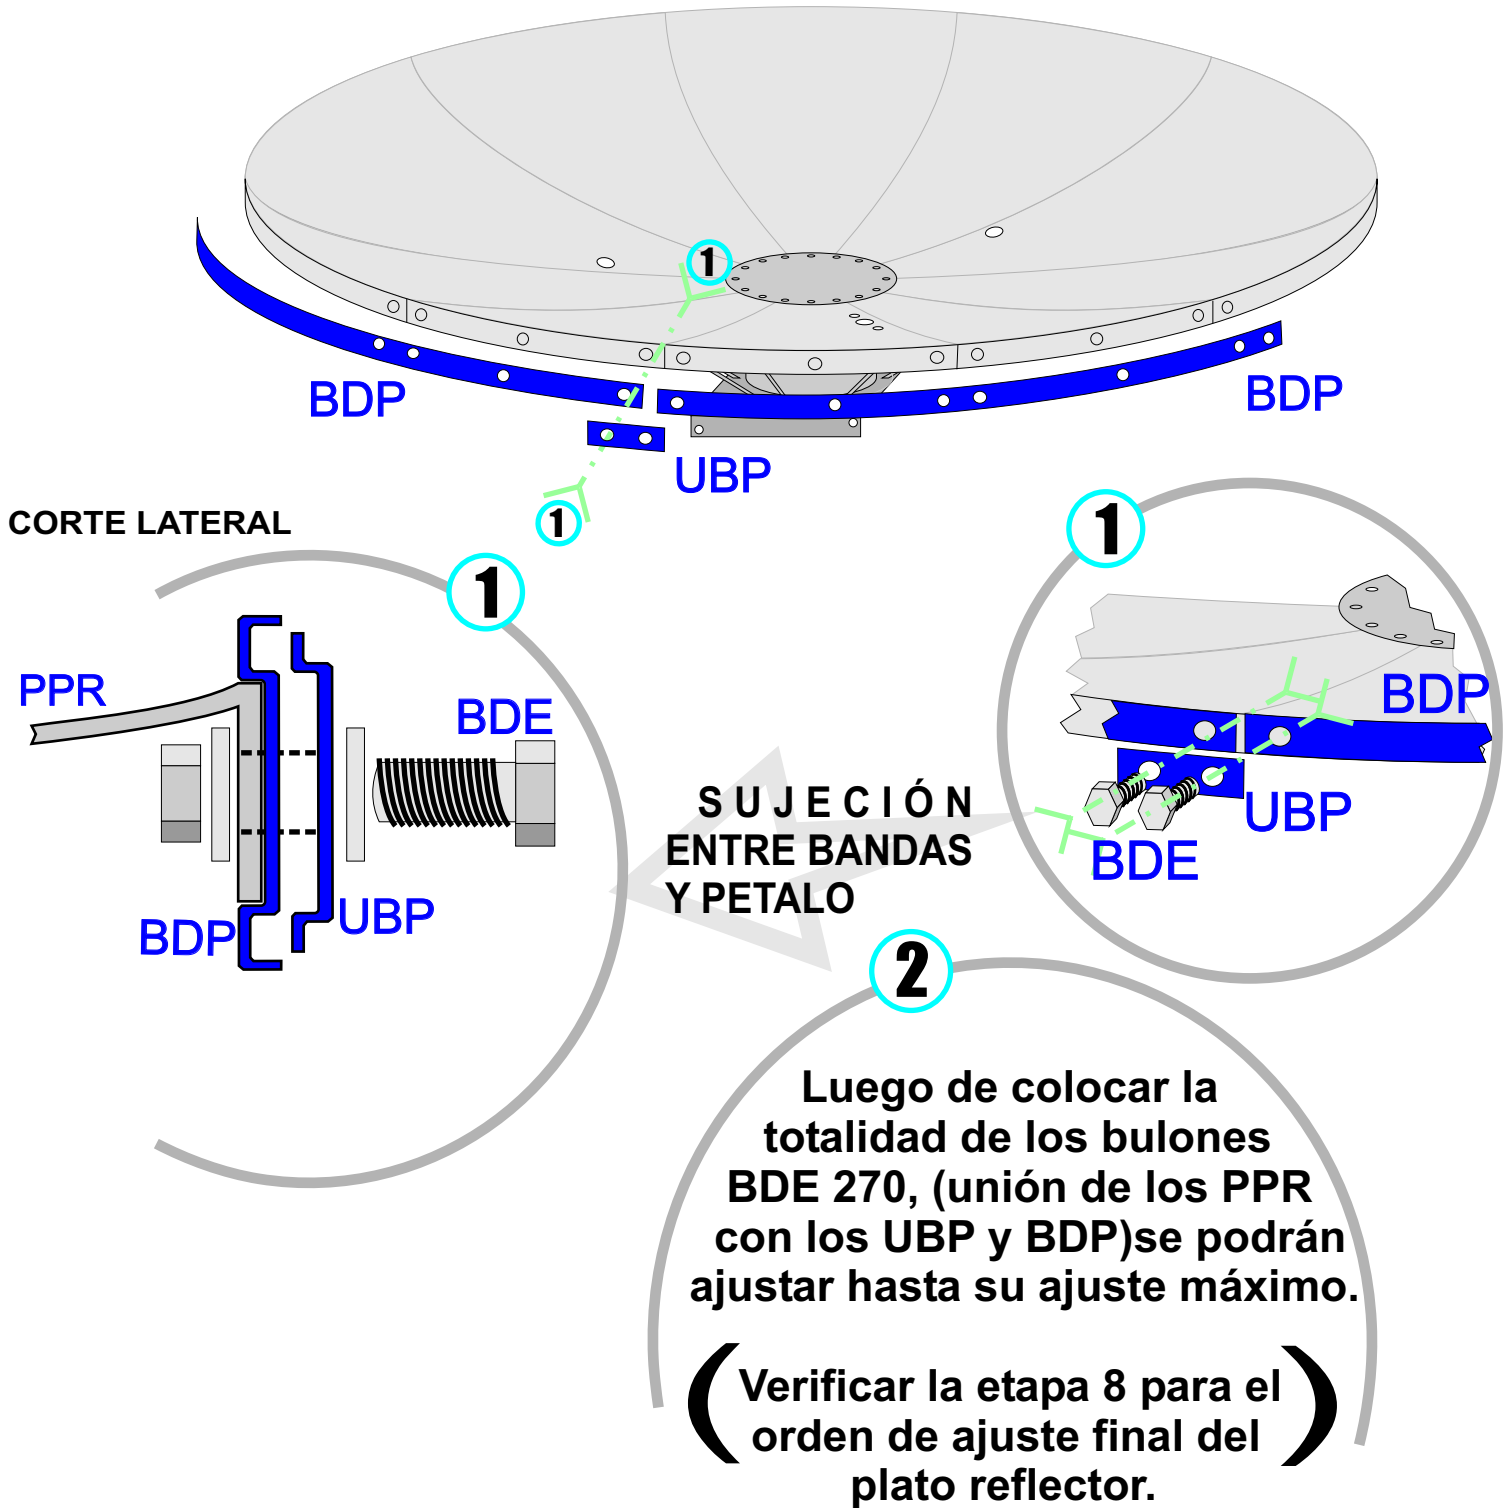 1
BDP
BDP
UBP
1
CORTE LATERAL
1
PPR
BDE
BDP
UBP
1
BDP
UBP
BDE
SUJECIÓN
ENTRE BANDAS
Y PETALO
2
Luego de colocar la
totalidad de los bulones
BDE 270, (unión de los PPR
con los UBP y BDP)se podrán
ajustar hasta su ajuste máximo.
(Verificar la etapa 8 para el
orden de ajuste final del
plato reflector.)